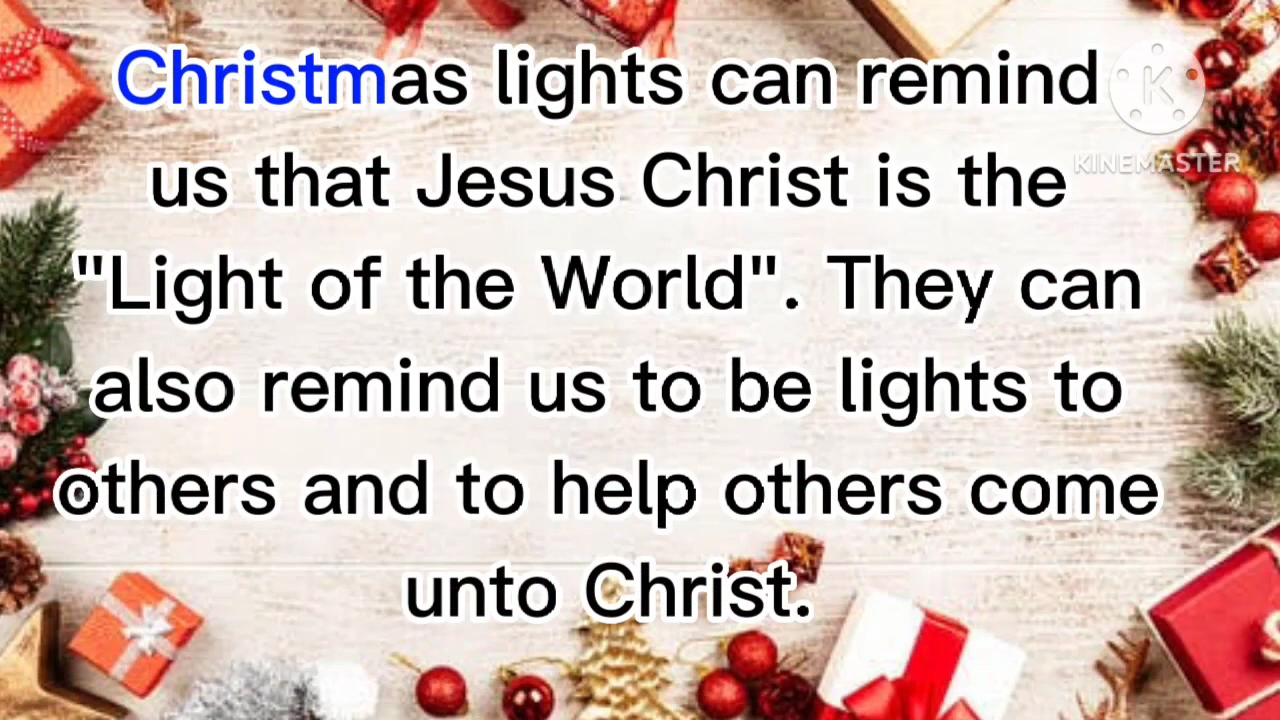 Christmas lights can remind
us that Jesus Christ is the
"Light of the World". They can
also remind us to be lights to
others and to help others come
unto Christ.
K
KINEMASTER